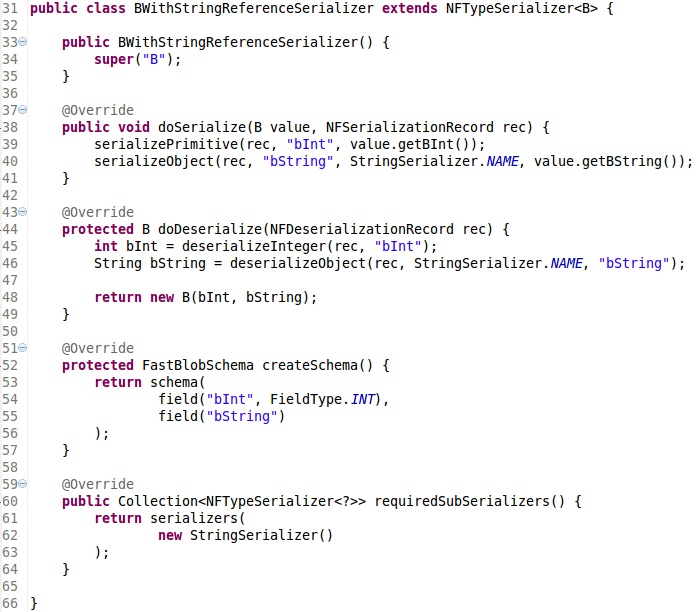 31 public class BWithStringReferenceSerializer extends NFTypeSerializer<B> {
32
33     public BWithStringReferenceSerializer() {
34         super("B");
35     }
36
37     @Override
38     public void doSerialize(B value, NFSerializationRecord rec) {
39         serializePrimitive(rec, "bInt", value.getBInt());
40         serializeObject(rec, "bString", StringSerializer.NAME, value.getBString());
41     }
42
43     @Override
44     protected B doDeserialize(NFDeserializationRecord rec) {
45         int bInt = deserializeInteger(rec, "bInt");
46         String bString = deserializeObject(rec, StringSerializer.NAME, "bString");
47
48         return new B(bInt, bString);
49     }
50
51     @Override
52     protected FastBlobSchema createSchema() {
53         return schema(
54                 field("bInt", FieldType.INT),
55                 field("bString")
56         );
57     }
58
59     @Override
60     public Collection<NFTypeSerializer<?>> requiredSubSerializers() {
61         return serializers(
62                 new StringSerializer()
63         );
64     }
65
66 }